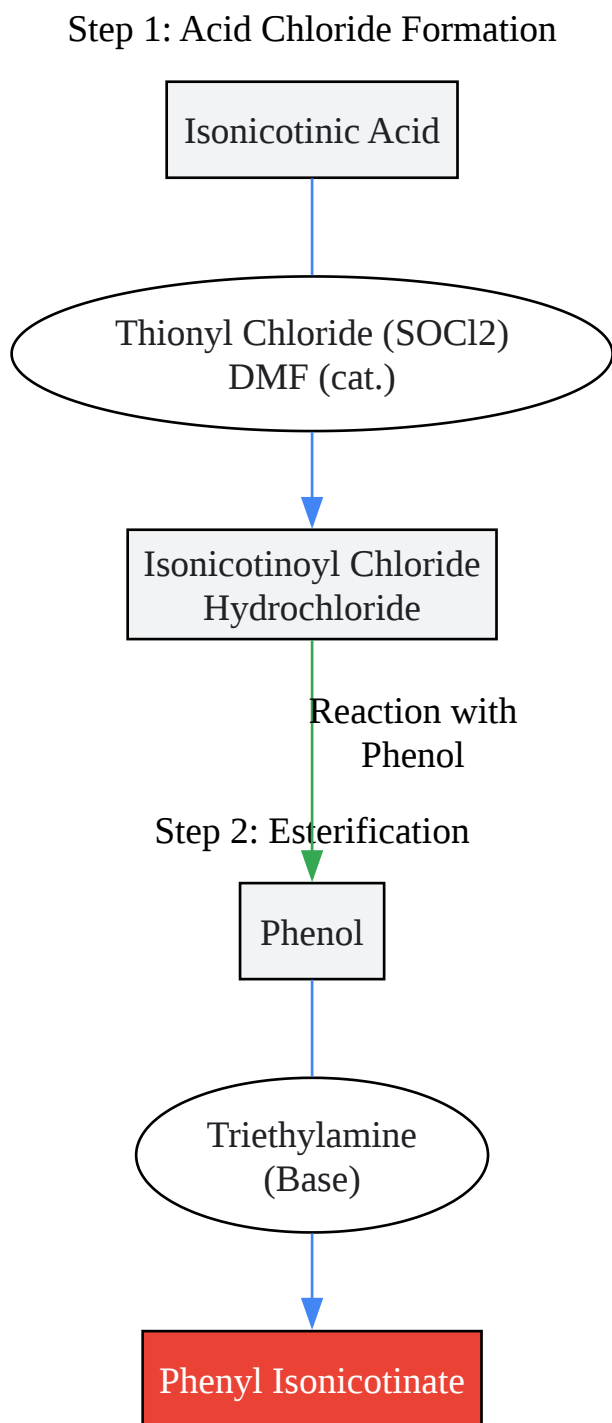 Step 1: Acid Chloride Formation
Isonicotinic Acid
Thionyl Chloride (SOCl2)
DMF (cat.)
Isonicotinoyl Chloride
Hydrochloride
Reaction with
Phenol
Step 2: Esterification
Phenol
Triethylamine
(Base)
Phenyl Isonicotinate